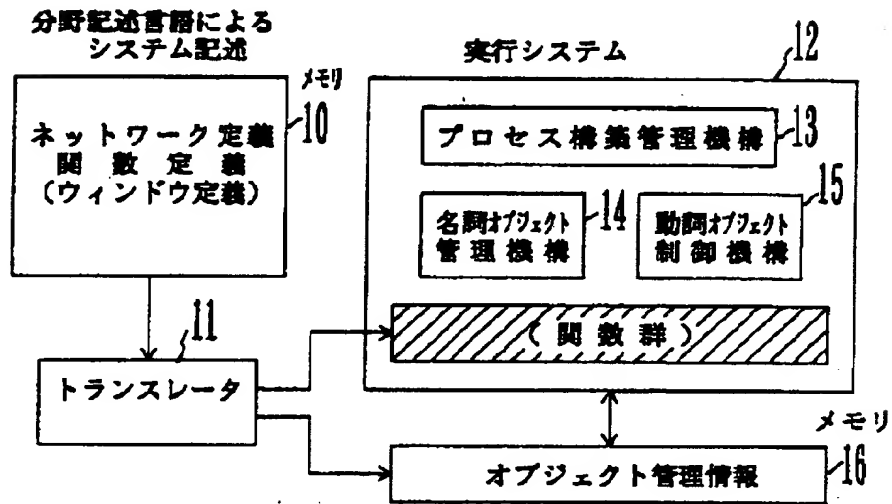 分野記述言語による
システム記述
メモリ
10
ネットワーク定義
関数定義
(ウィンドウ定義)
11
トランスレータ
実行システム
12
プロセス構築管理機構
13
名詞オブジェクト
管理機構
14
動詞オブジェクト
制御機構
15
(関数群)
メモリ
オブジェクト管理情報
16